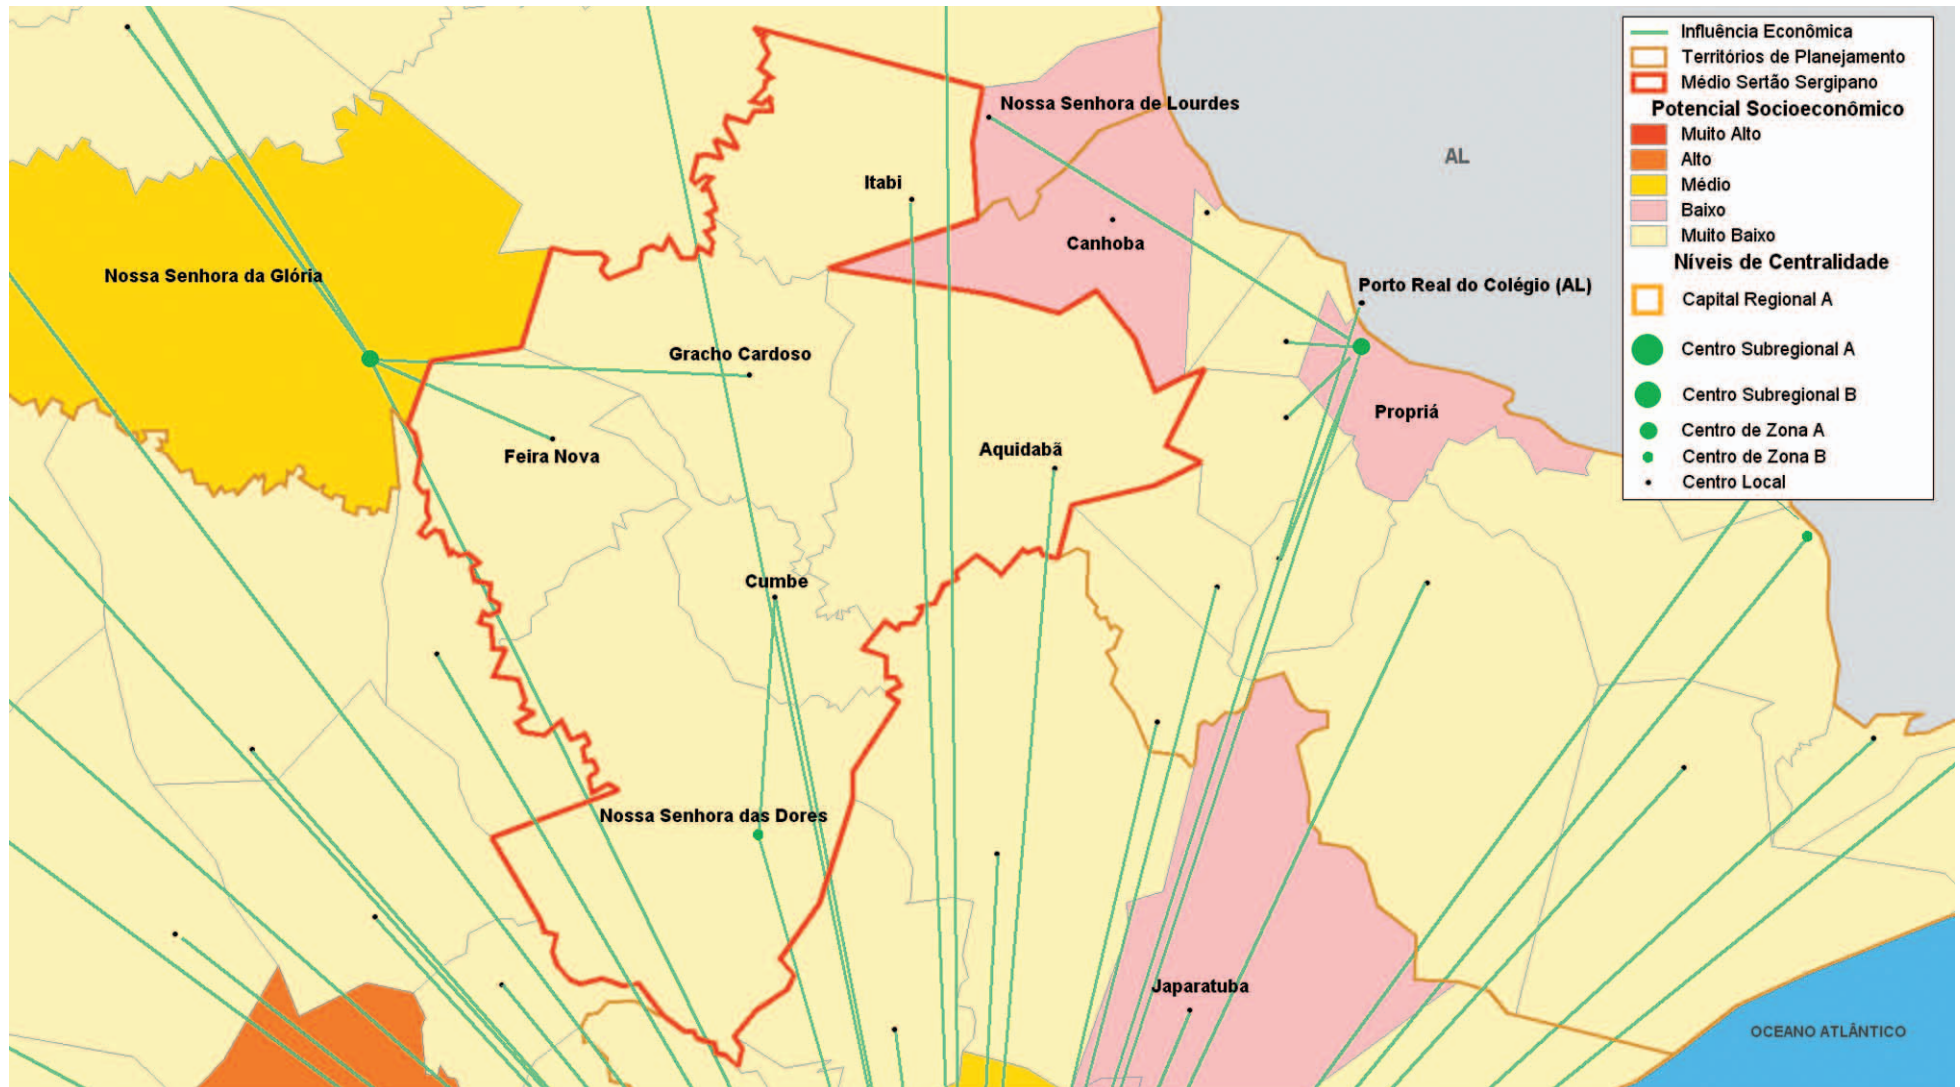 Influência Econômica
Territórios de Planejamento
Médio Sertão Sergipano
Potencial Socioeconômico
Muito Alto
Alto
Médio
Baixo
Muito Baixo
Níveis de Centralidade
Capital Regional A
Centro Subregional A
Centro Subregional B
Centro de Zona A
Centro de Zona B
Centro Local
Nossa Senhora de Lourdes
AL
Itabi
Canhoba
Nossa Senhora da Glória
Porto Real do Colégio (AL)
Gracho Cardoso
Propriá
Aquidabã
Feira Nova
Cumbe
Nossa Senhora das Dores
Japaratuba
OCEANO ATLÂNTICO